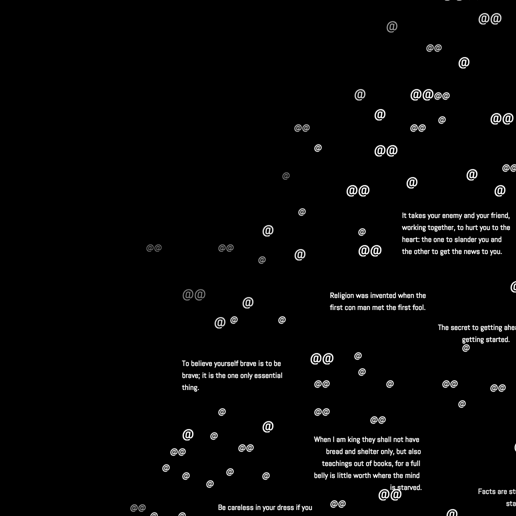 It takes your enemy and your friend,
working together, to hurt you to the
heart: the one to slander you and
the other to get the news to you.
Religion was invented when the
first con man met the first fool.
The secret to getting
getting started.
To believe yourself brave is to be
brave; it is the one only essential
thing.
When I am king they shall not have
bread and shelter only, but also
teachings out of books, for a full
belly is little worth where the mind
is starved.
Facts are
Be careless in your dress if you